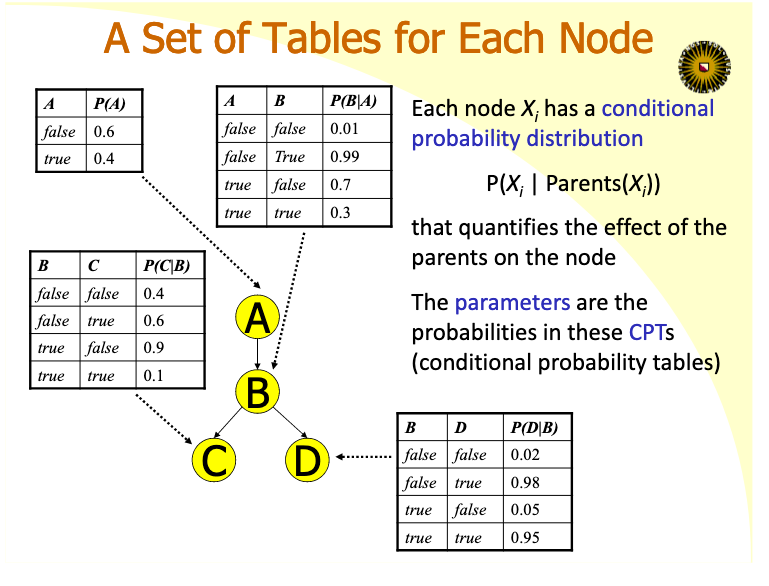 A Set of Tables for Each Node
A P(A)
false 0.6
true 0.4
A B P(B|A)
false false 0.01
false True 0.99
true false 0.7
true true 0.3
Each node Xi has a conditional
probability distribution
P(Xi | Parents(Xi))
that quantifies the effect of the
parents on the node
The parameters are the
probabilities in these CPTs
(conditional probability tables)
B C P(C|B)
false false 0.4
false true 0.6
true false 0.9
true true 0.1
A
B
C D
B D P(D|B)
false false 0.02
false true 0.98
true false 0.05
true true 0.95